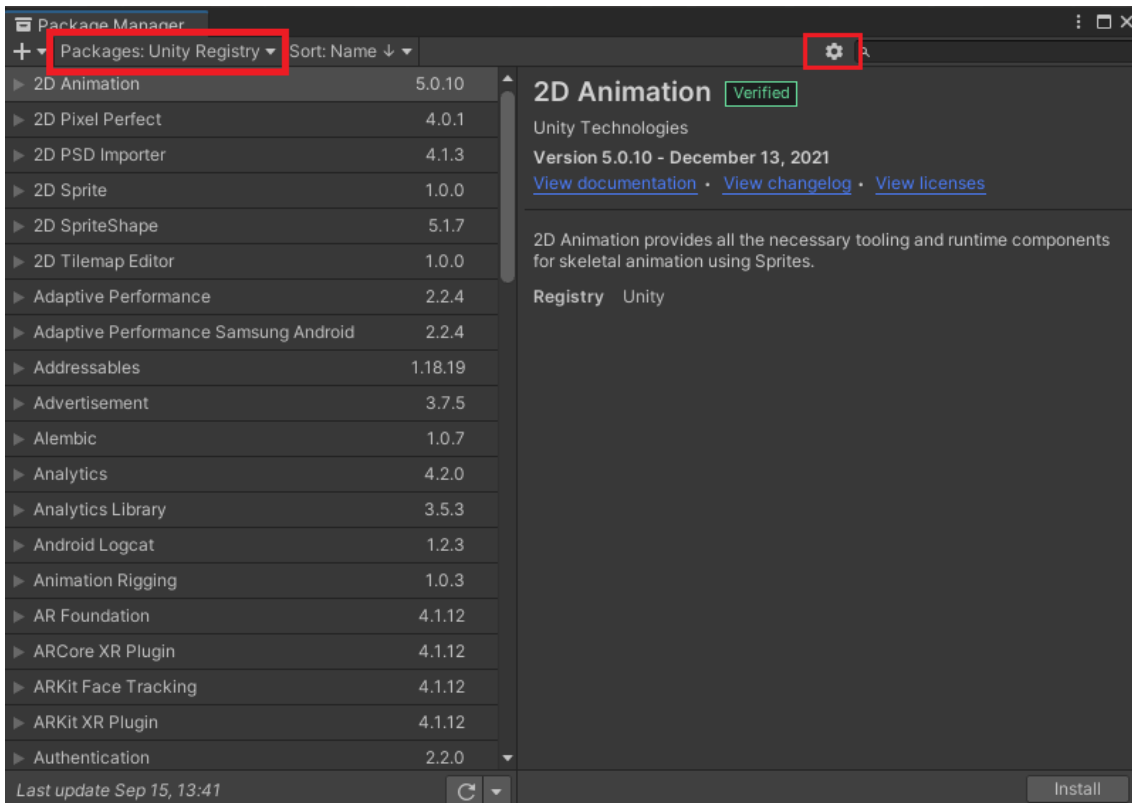 Package Manager
Packages: Unity Registry Sort: Name ↓
2D Animation 5.0.10
2D Pixel Perfect 4.0.1
2D PSD Importer 4.1.3
2D Sprite 1.0.0
2D SpriteShape 5.1.7
2D Tilemap Editor 1.0.0
Adaptive Performance 2.2.4
Adaptive Performance Samsung Android 2.2.4
Addressables 1.18.19
Advertisement 3.7.5
Alembic 1.0.7
Analytics 4.2.0
Analytics Library 3.5.3
Android Logcat 1.2.3
Animation Rigging 1.0.3
AR Foundation 4.1.12
ARCore XR Plugin 4.1.12
ARKit Face Tracking 4.1.12
ARKit XR Plugin 4.1.12
Authentication 2.2.0
Last update Sep 15, 13:41
2D Animation Verified
Unity Technologies
Version 5.0.10 - December 13, 2021
View documentation • View changelog • View licenses
2D Animation provides all the necessary tooling and runtime components
for skeletal animation using Sprites.
Registry Unity
Install